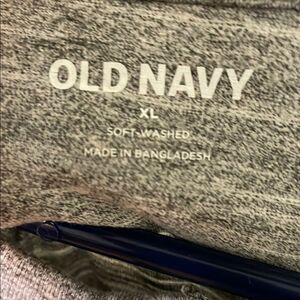 OLD NAVY
XL
SOFT-WASHED
MADE IN BANGLADESH